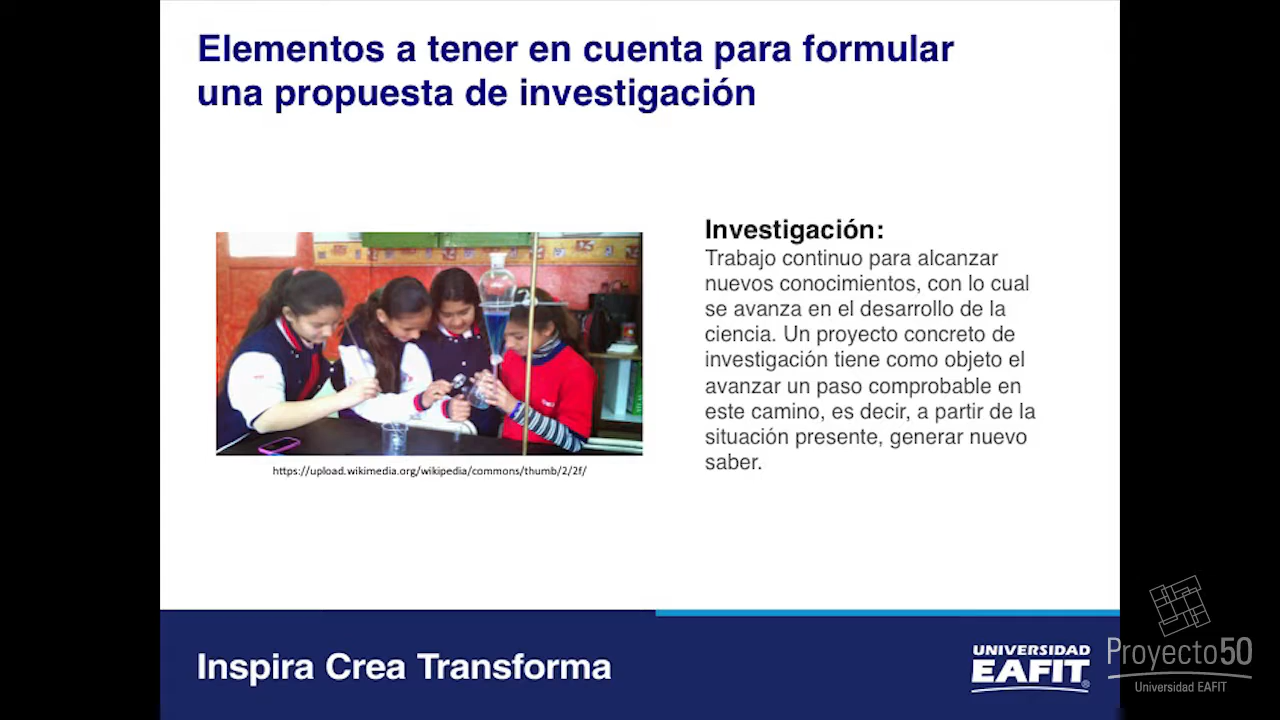 Elementos a tener en cuenta para formular
una propuesta de investigación
Investigación:
Trabajo continuo para alcanzar
nuevos conocimientos, con lo cual
se avanza en el desarrollo de la
ciencia. Un proyecto concreto de
investigación tiene como objeto el
avanzar un paso comprobable en
este camino, es decir, a partir de la
situación presente, generar nuevo
saber.
https://upload.wikimedia.org/wikipedia/commons/thumb/2/2f/
Inspira Crea Transforma
UNIVERSIDAD
EAFIT®
Proyecto50
Universidad EAFIT